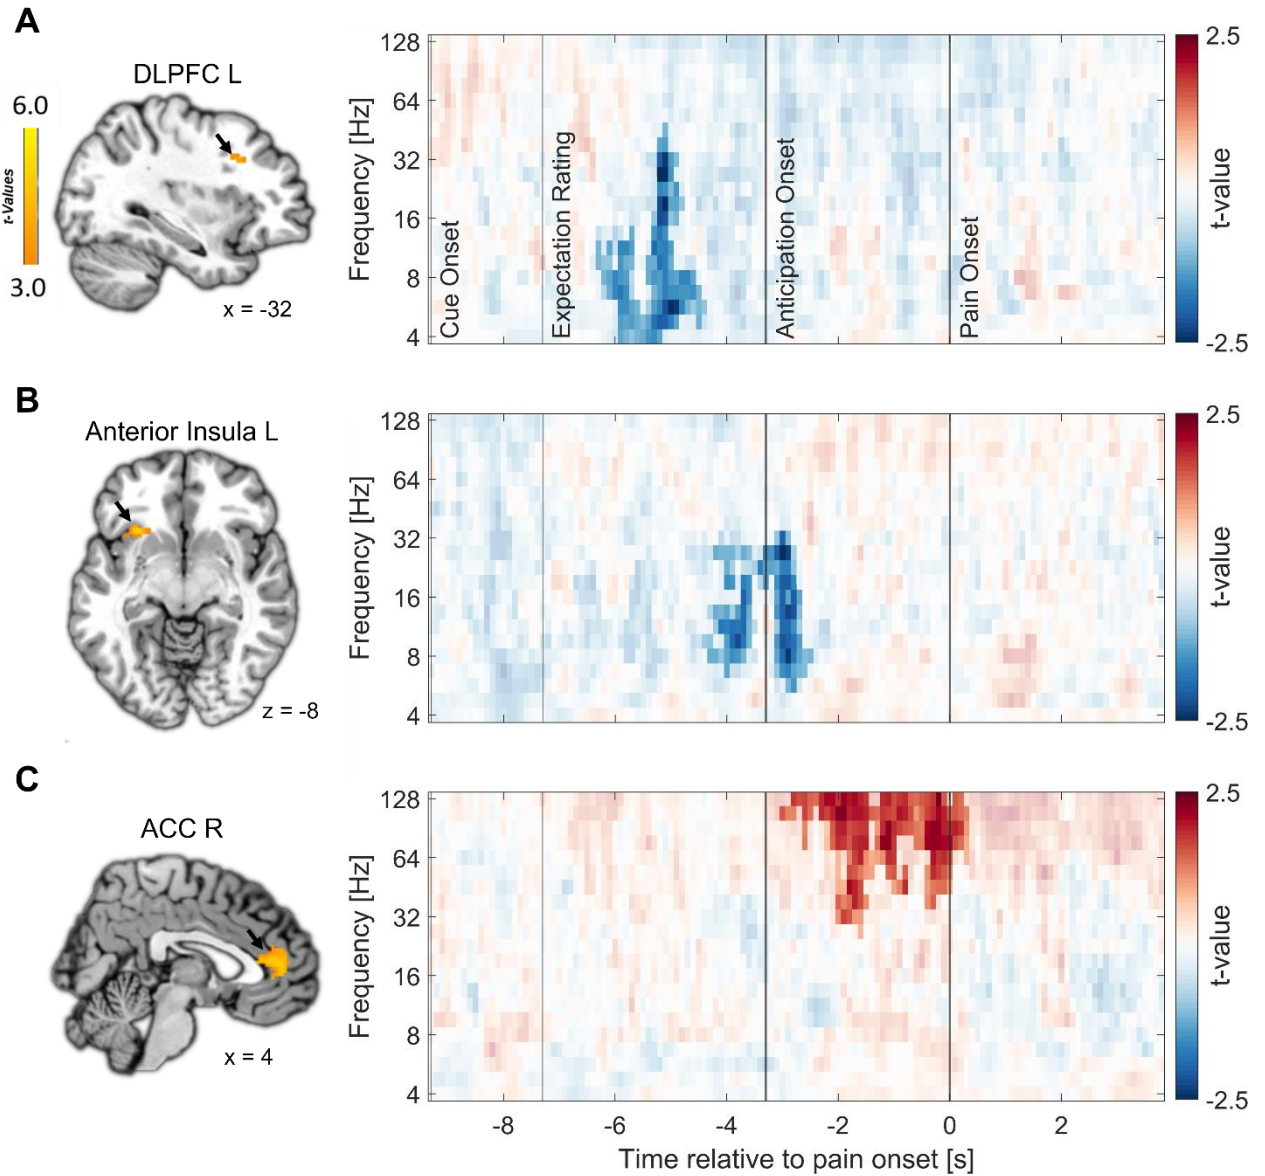 A
DLPFC L
6.0
t-Values
3.0
x = -32
Frequency [Hz]
128
64
32
16
8
4
Cue Onset
Expectation Rating
Anticipation Onset
Pain Onset
2.5
t-value
-2.5
B
Anterior Insula L
z = -8
Frequency [Hz]
128
64
32
16
8
4
2.5
t-value
-2.5
C
ACC R
x = 4
Frequency [Hz]
128
64
32
16
8
4
2.5
t-value
-2.5
-8 -6 -4 -2 0 2
Time relative to pain onset [s]